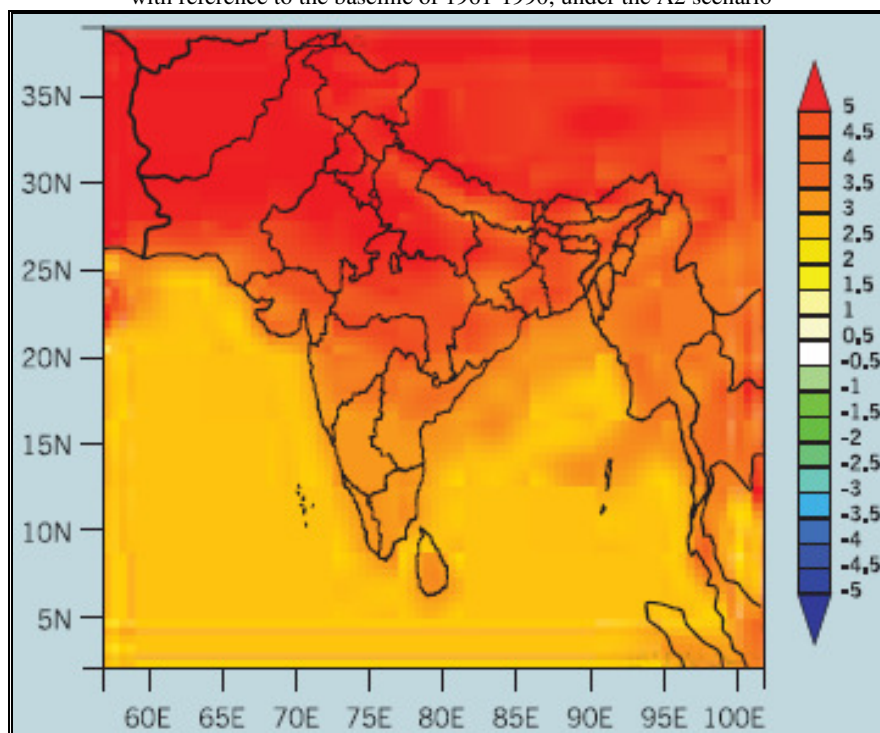 with reference to the baseline of 1961-1990, under the A2 scenario
35N
30N
25N
20N
15N
10N
5N
60E 65E 70E 75E 80E 85E 90E 95E 100E
5
4.5
4
3.5
3
2.5
2
1.5
1
0.5
-0.5
-1
-1.5
-2
-2.5
-3
-3.5
-4
-4.5
-5